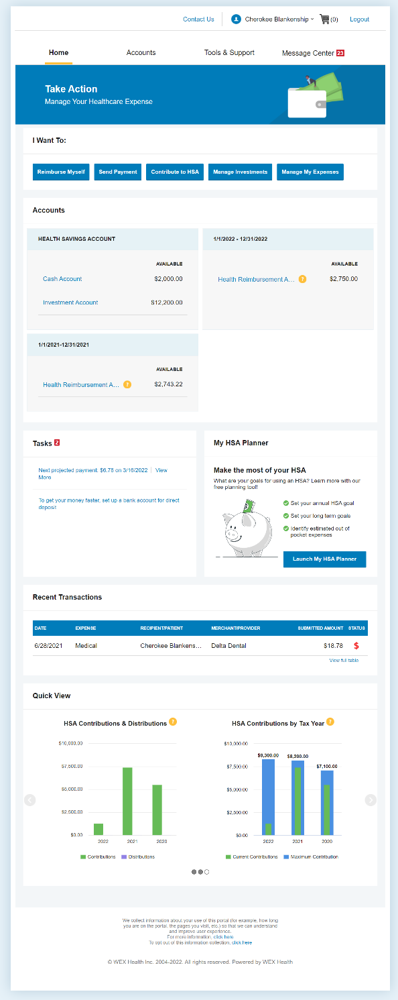 Contact Us
Cherokee Blankenship
(0)
Logout
Home
Accounts
Tools & Support
Message Center 23
Take Action
Manage Your Healthcare Expense
I Want To:
Reimburse Myself
Send Payment
Contribute to HSA
Manage Investments
Manage My Expenses
Accounts
HEALTH SAVINGS ACCOUNT
AVAILABLE
Cash Account $2,000.00
Investment Account $12,200.00
1/1/2022 - 12/31/2022
AVAILABLE
Health Reimbursement A... ? $2,750.00
1/1/2021-12/31/2021
AVAILABLE
Health Reimbursement A... ? $2,743.22
Tasks 2
Next projected payment: $6.78 on 3/16/2022 | View
More
To get your money faster, set up a bank account for direct
deposit
My HSA Planner
Make the most of your HSA
What are your goals for using an HSA? Learn more with our
free planning tool!
Set your annual HSA goal
Set your long term goals
Identify estimated out of
pocket expenses
Launch My HSA Planner
Recent Transactions
DATE EXPENSE RECIPIENT/PATIENT MERCHANT/PROVIDER SUBMITTED AMOUNT STATUS
6/28/2021 Medical Cherokee Blankens... Delta Dental $18.78 $
View full table
Quick View
HSA Contributions & Distributions ?
$10,000.00
$7,500.00
$5,000.00
$2,500.00
$0.00
2022 2021 2020
Contributions Distributions
HSA Contributions by Tax Year ?
$10,000.00
$7,500.00
$5,000.00
$2,500.00
$0.00
$8,300.00 $8,200.00 $7,100.00
2022 2021 2020
Current Contributions Maximum Contribution
We collect information about your use of this portal (for example, how long
you are on the portal, the pages you visit, etc.) so that we can understand
and improve user experience.
For more information, click here
To opt out of this information collection, click here
© WEX Health Inc. 2004-2022. All rights reserved. Powered by WEX Health